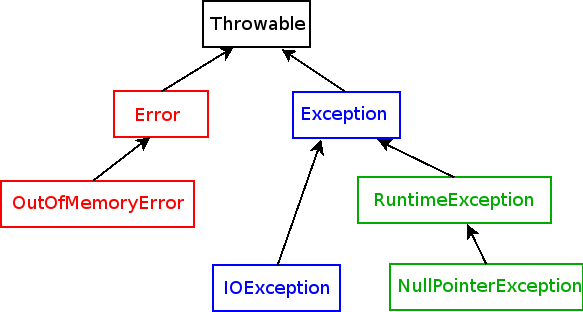 Throwable
Error
Exception
OutOfMemoryError
RuntimeException
IOException
NullPointerException